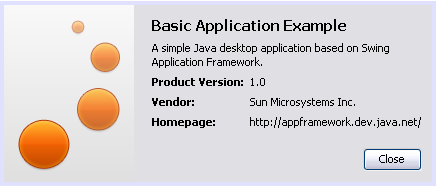 Basic Application Example
A simple Java desktop application based on Swing
Application Framework.
Product Version: 1.0
Vendor: Sun Microsystems Inc.
Homepage: http://appframework.dev.java.net/
Close